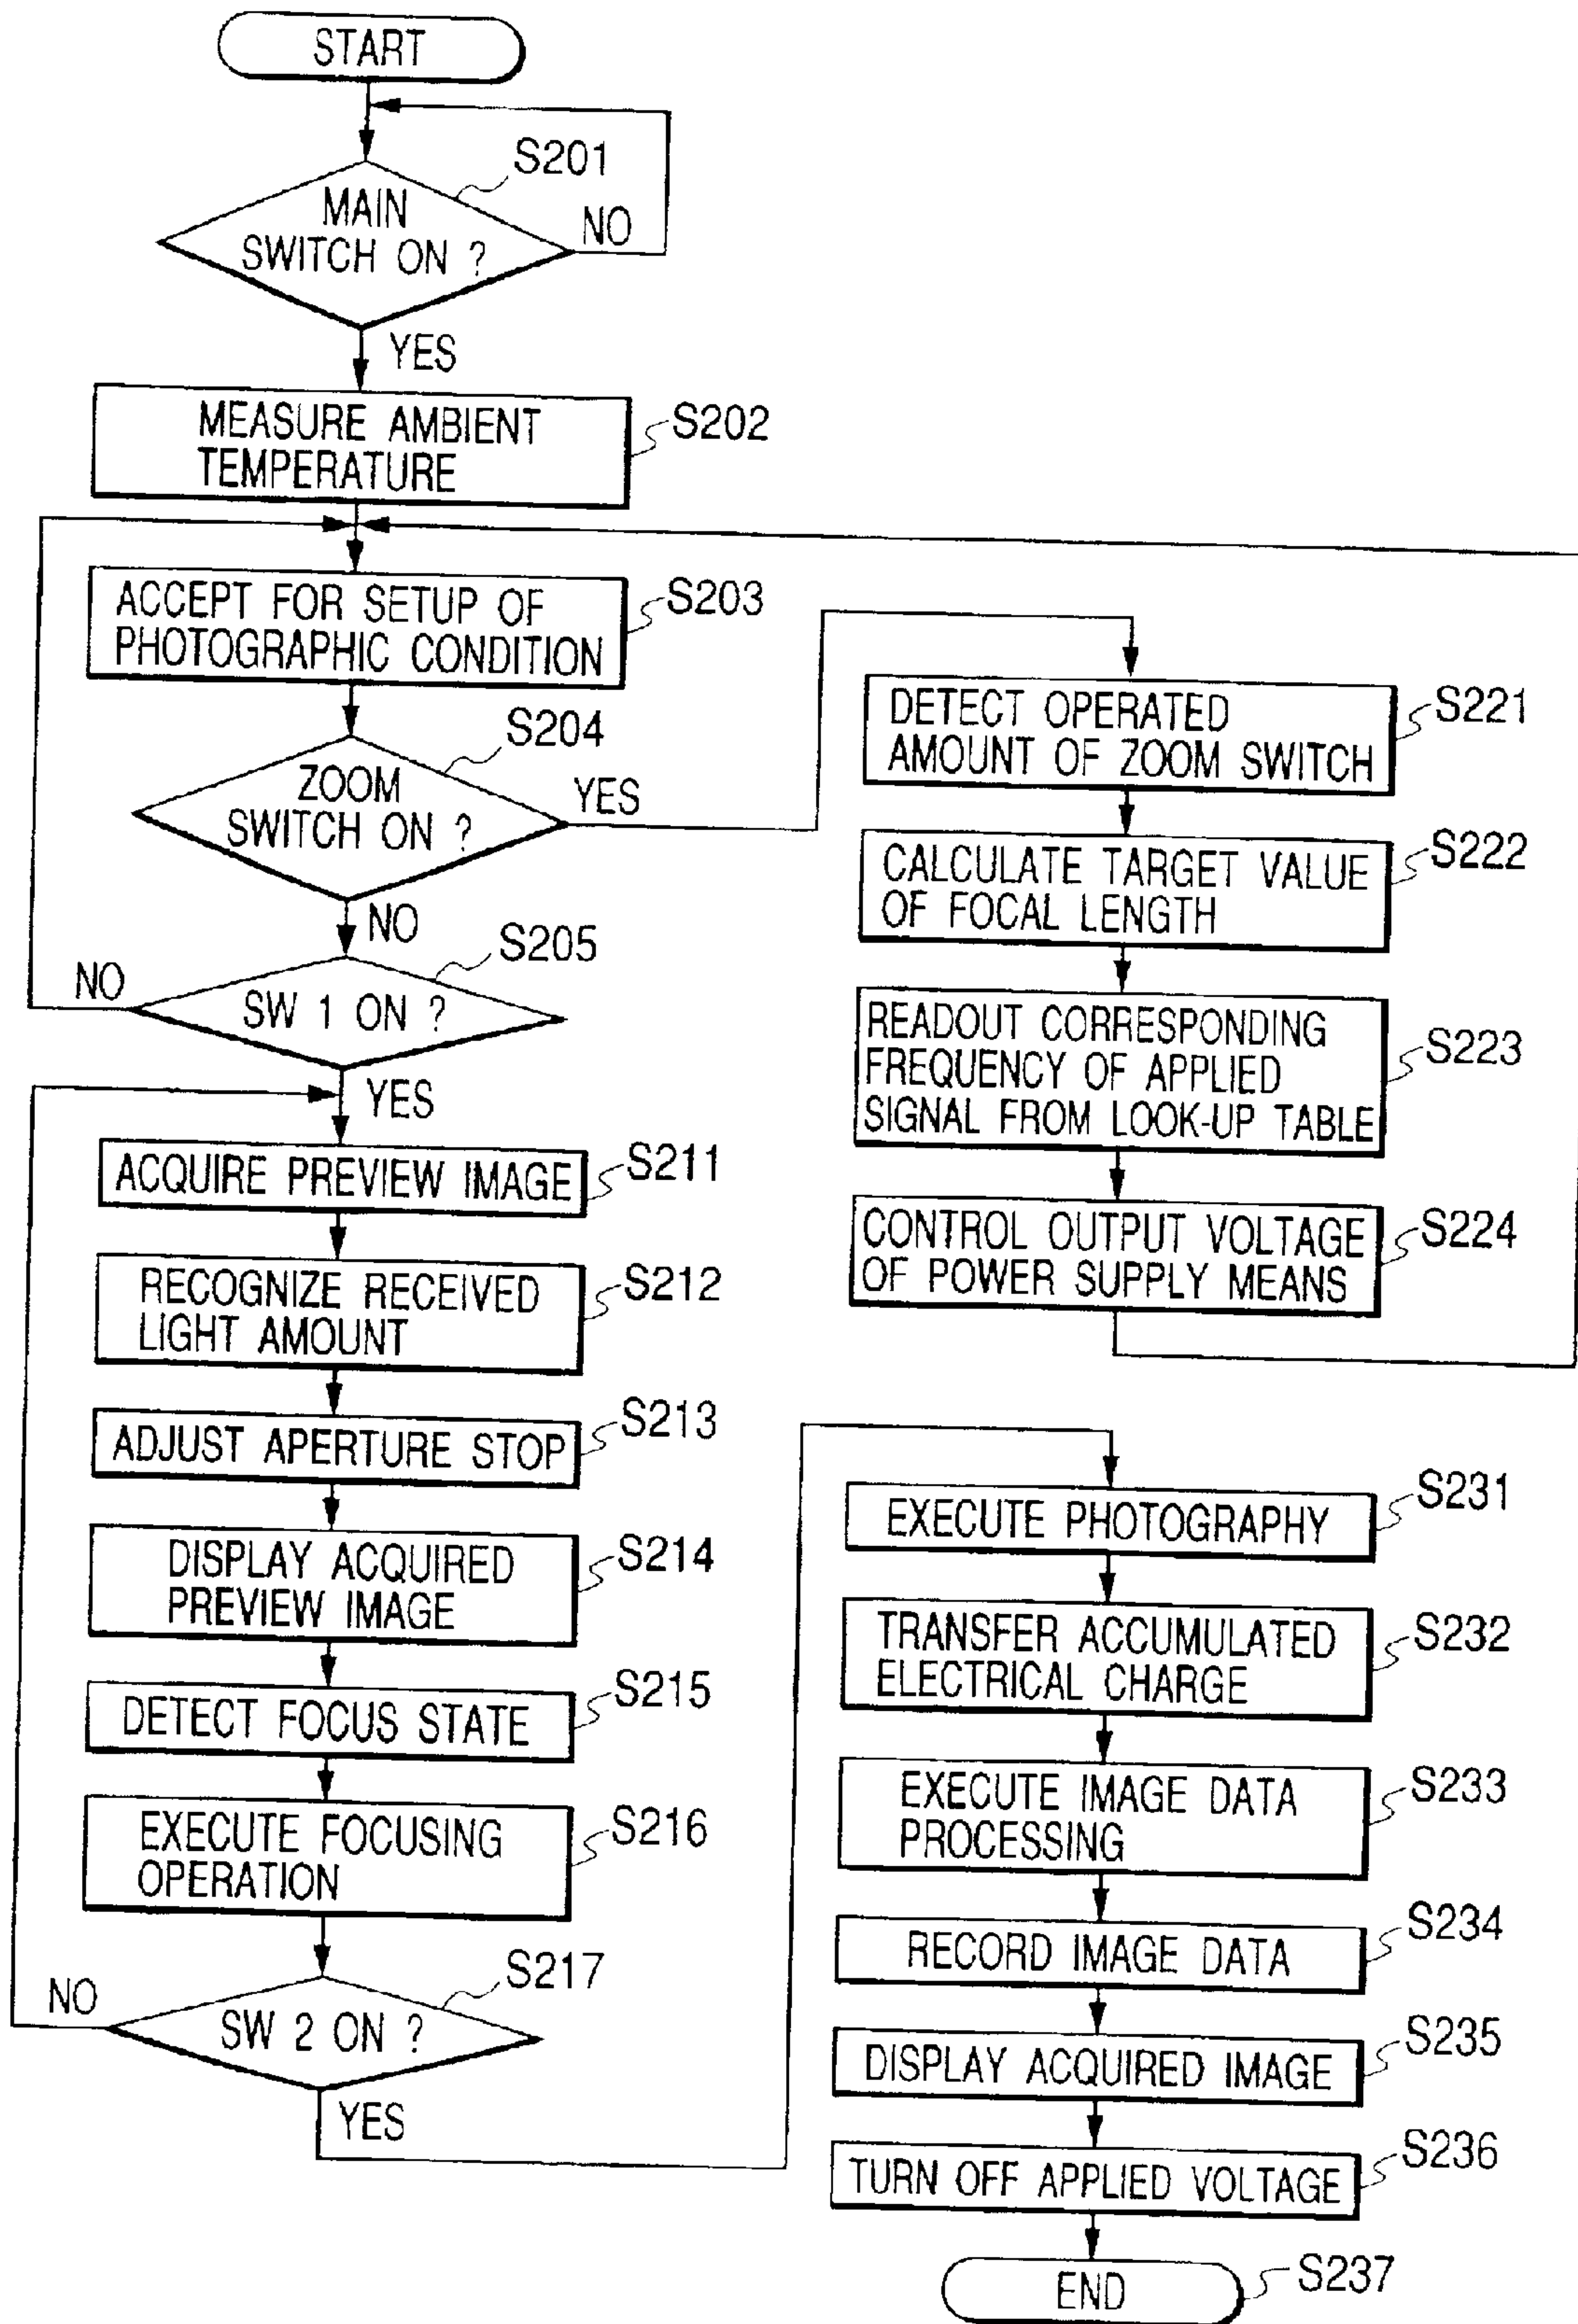 START
S201
MAIN
SWITCH ON ?
NO
YES
MEASURE AMBIENT
TEMPERATURE
S202
ACCEPT FOR SETUP OF
PHOTOGRAPHIC CONDITION
S203
S204
ZOOM
SWITCH ON ?
YES
NO
S205
NO
SW 1 ON ?
YES
ACQUIRE PREVIEW IMAGE
S211
RECOGNIZE RECEIVED
LIGHT AMOUNT
S212
ADJUST APERTURE STOP
S213
DISPLAY ACQUIRED
PREVIEW IMAGE
S214
DETECT FOCUS STATE
S215
EXECUTE FOCUSING
OPERATION
S216
S217
NO
SW 2 ON ?
YES
DETECT OPERATED
AMOUNT OF ZOOM SWITCH
S221
CALCULATE TARGET VALUE
OF FOCAL LENGTH
S222
READOUT CORRESPONDING
FREQUENCY OF APPLIED
SIGNAL FROM LOOK-UP TABLE
S223
CONTROL OUTPUT VOLTAGE
OF POWER SUPPLY MEANS
S224
EXECUTE PHOTOGRAPHY
S231
TRANSFER ACCUMULATED
ELECTRICAL CHARGE
S232
EXECUTE IMAGE DATA
PROCESSING
S233
RECORD IMAGE DATA
S234
DISPLAY ACQUIRED IMAGE
S235
TURN OFF APPLIED VOLTAGE
S236
END
S237